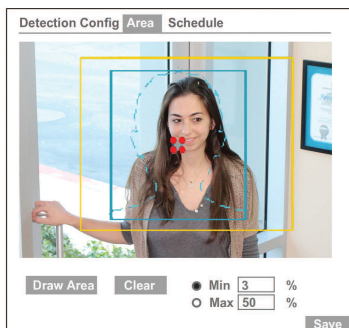 Detection Config Area Schedule
Draw Area Clear Min 3 %
Max 50 %
Save